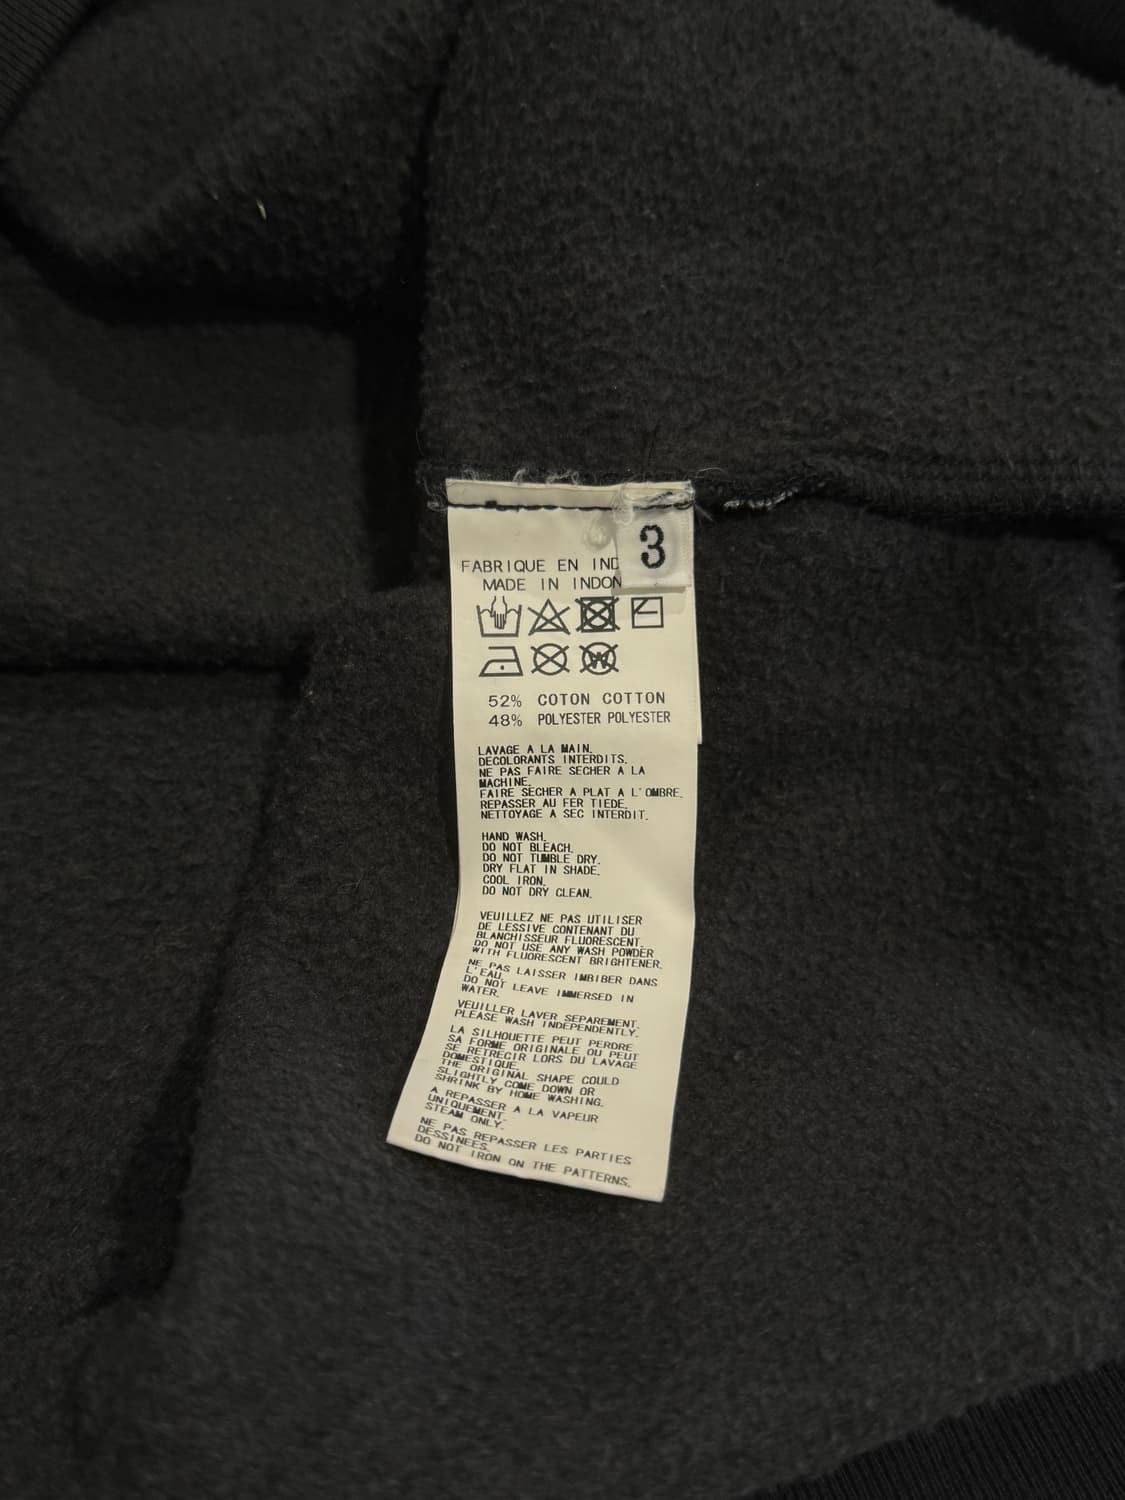 3
FABRIQUE EN IND
MADE IN INDON
W
52% COTON COTTON
48% POLYESTER POLYESTER
LAVAGE A LA MAIN.
DECOLORANTS INTERDITS.
NE PAS FAIRE SECHER A LA
MACHINE.
FAIRE SECHER A PLAT A L'OMBRE.
REPASSER AU FER TIEDE.
NETTOYAGE A SEC INTERDIT.
HAND WASH.
DO NOT BLEACH.
DO NOT TUMBLE DRY.
DRY FLAT IN SHADE.
COOL IRON.
DO NOT DRY CLEAN.
VEUILLEZ NE PAS UTILISER
DE LESSIVE CONTENANT DU
BLANCHISSEUR FLUORESCENT.
DO NOT USE ANY WASH POWDER
WITH FLUORESCENT BRIGHTENER.
NE PAS LAISSER IMBIBER DANS
L'EAU.
DO NOT LEAVE IMMERSED IN
WATER.
VEUILLER LAVER SEPAREMENT.
PLEASE WASH INDEPENDENTLY.
LA SILHOUETTE PEUT PERDRE
SA FORME ORIGINALE OU PEUT
SE RETRECIR LORS DU LAVAGE
DOMESTIQUE.
THE ORIGINAL SHAPE COULD
SLIGHTLY COME DOWN OR
SHRINK BY HOME WASHING.
A REPASSER A LA VAPEUR
UNIQUEMENT.
STEAM ONLY.
NE PAS REPASSER LES PARTIES
DESSINEES.
DO NOT IRON ON THE PATTERNS.